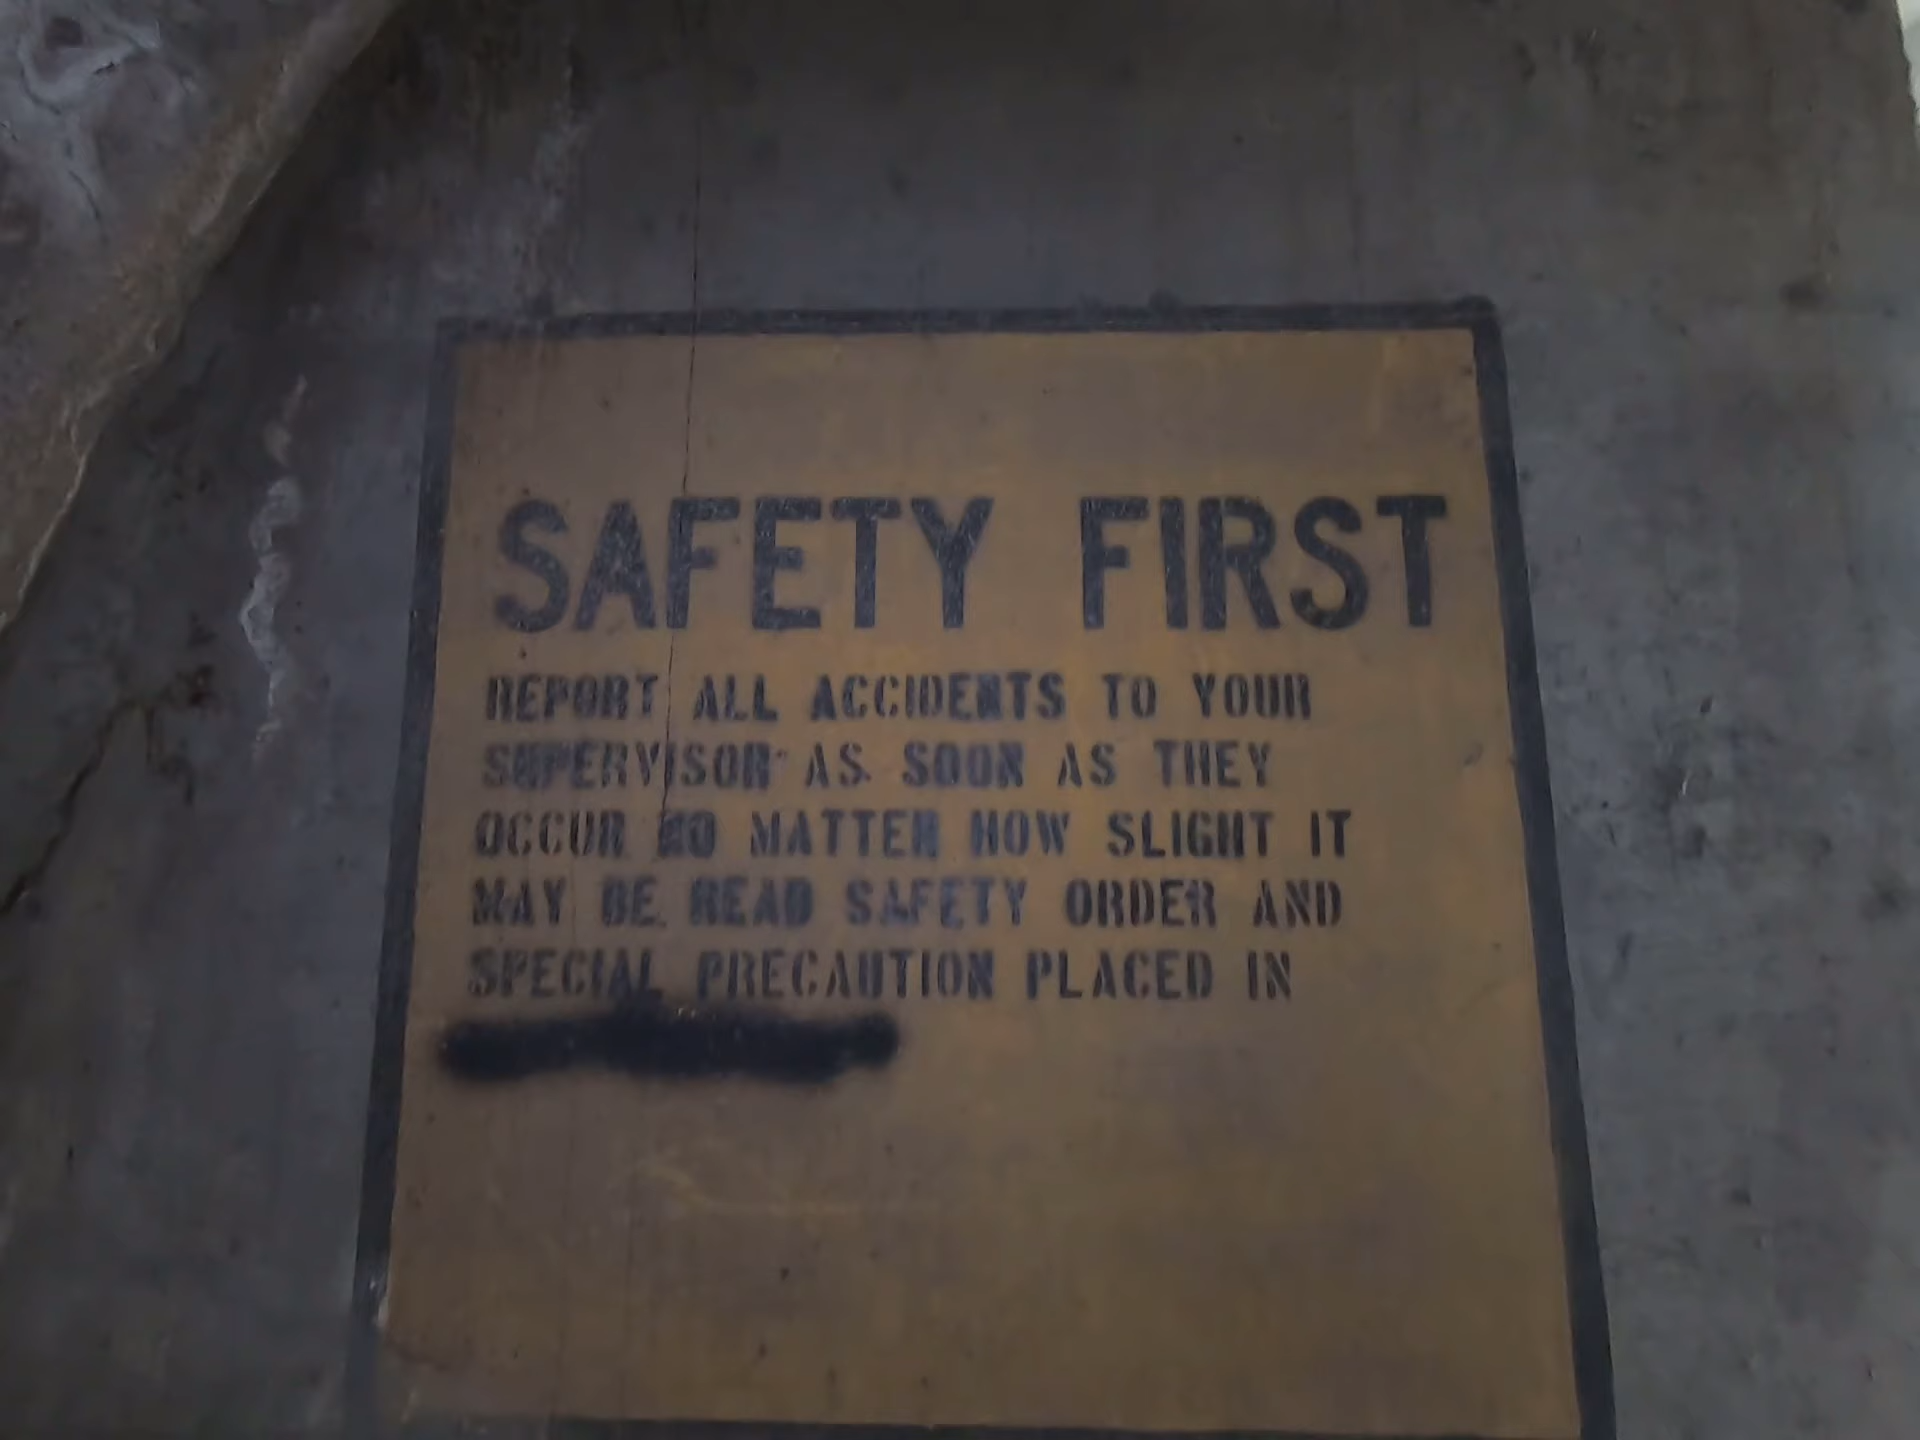 SAFETY FIRST
REPORT ALL ACCIDENTS TO YOUR
SUPERVISOR AS SOON AS THEY
OCCUR NO MATTER HOW SLIGHT IT
MAY BE. READ SAFETY ORDER AND
SPECIAL PRECAUTION PLACED IN